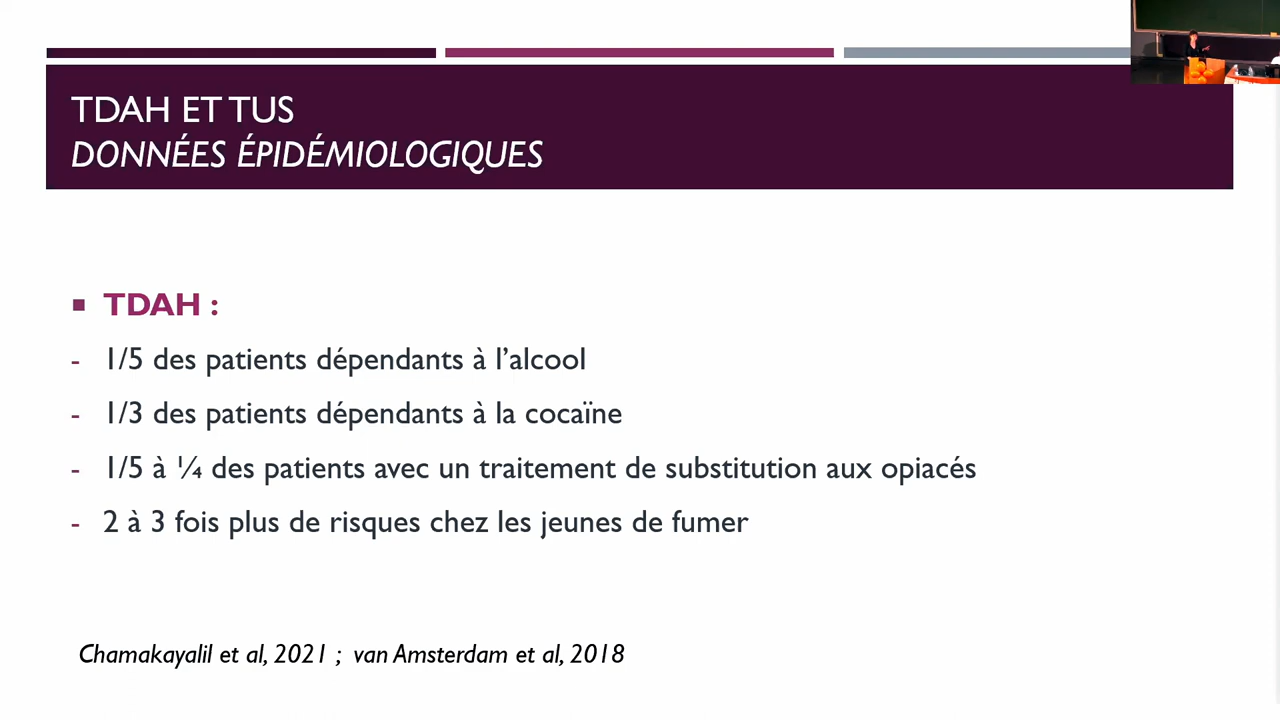 TDAH ET TUS
DONNÉES ÉPIDÉMIOLOGIQUES
TDAH :
- 1/5 des patients dépendants à l’alcool
- 1/3 des patients dépendants à la cocaïne
- 1/5 à ¼ des patients avec un traitement de substitution aux opiacés
- 2 à 3 fois plus de risques chez les jeunes de fumer
Chamakayalil et al, 2021 ; van Amsterdam et al, 2018